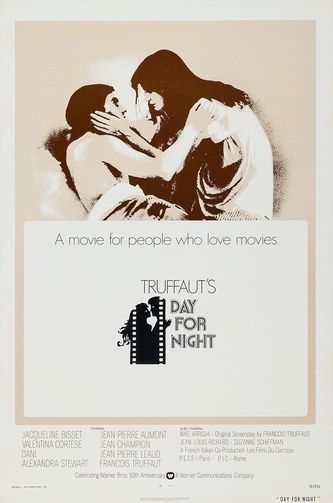 A movie for people who love movies.
TRUFFAUT'S
DAY
FOR
NIGHT
STARRING
JACQUELINE BISSET
VALENTINA CORTESE
DANI
ALEXANDRA STEWART
JEAN-PIERRE AUMONT
JEAN CHAMPION
JEAN-PIERRE LEAUD
FRANCOIS TRUFFAUT
ALSO STARRING
NIKE ARRIGHI - Original Screenplay by FRANCOIS TRUFFAUT
JEAN-LOUIS RICHARD - SUZANNE SCHIFFMAN
A French-Italian Co Production Les Films Du Carrosse
P.E.C.F. - Paris - P.I.C - Rome
Celebrating Warner Bros. 50th Anniversary A Warner Communications Company
"DAY FOR NIGHT"